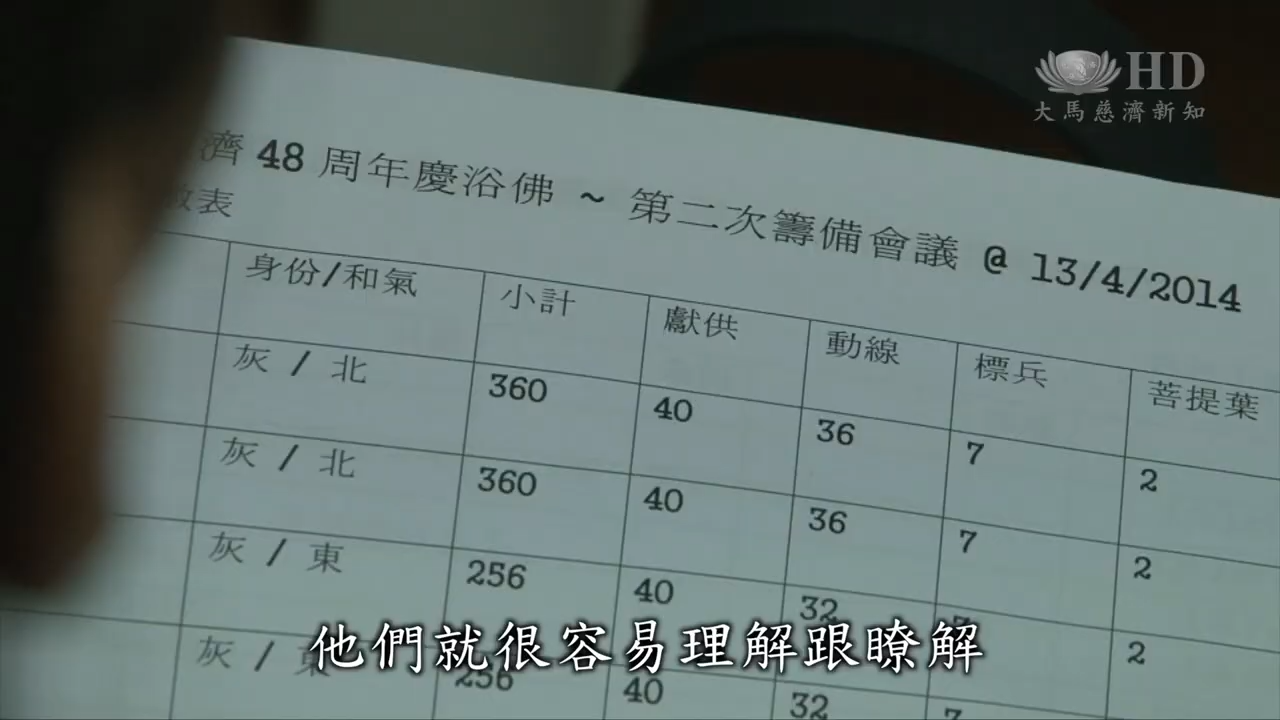 HD
大馬慈濟新知
濟 48 周年慶浴佛 ~ 第二次籌備會議 @ 13/4/2014
數表
身份/和氣 小計 獻供 動線 標兵 菩提葉
灰 / 北 360 40 36 7 2
灰 / 北 360 40 36 7 2
灰 / 東 256 40 32 7 2
灰 / 東 256 40 32 7
他們就很容易理解跟瞭解